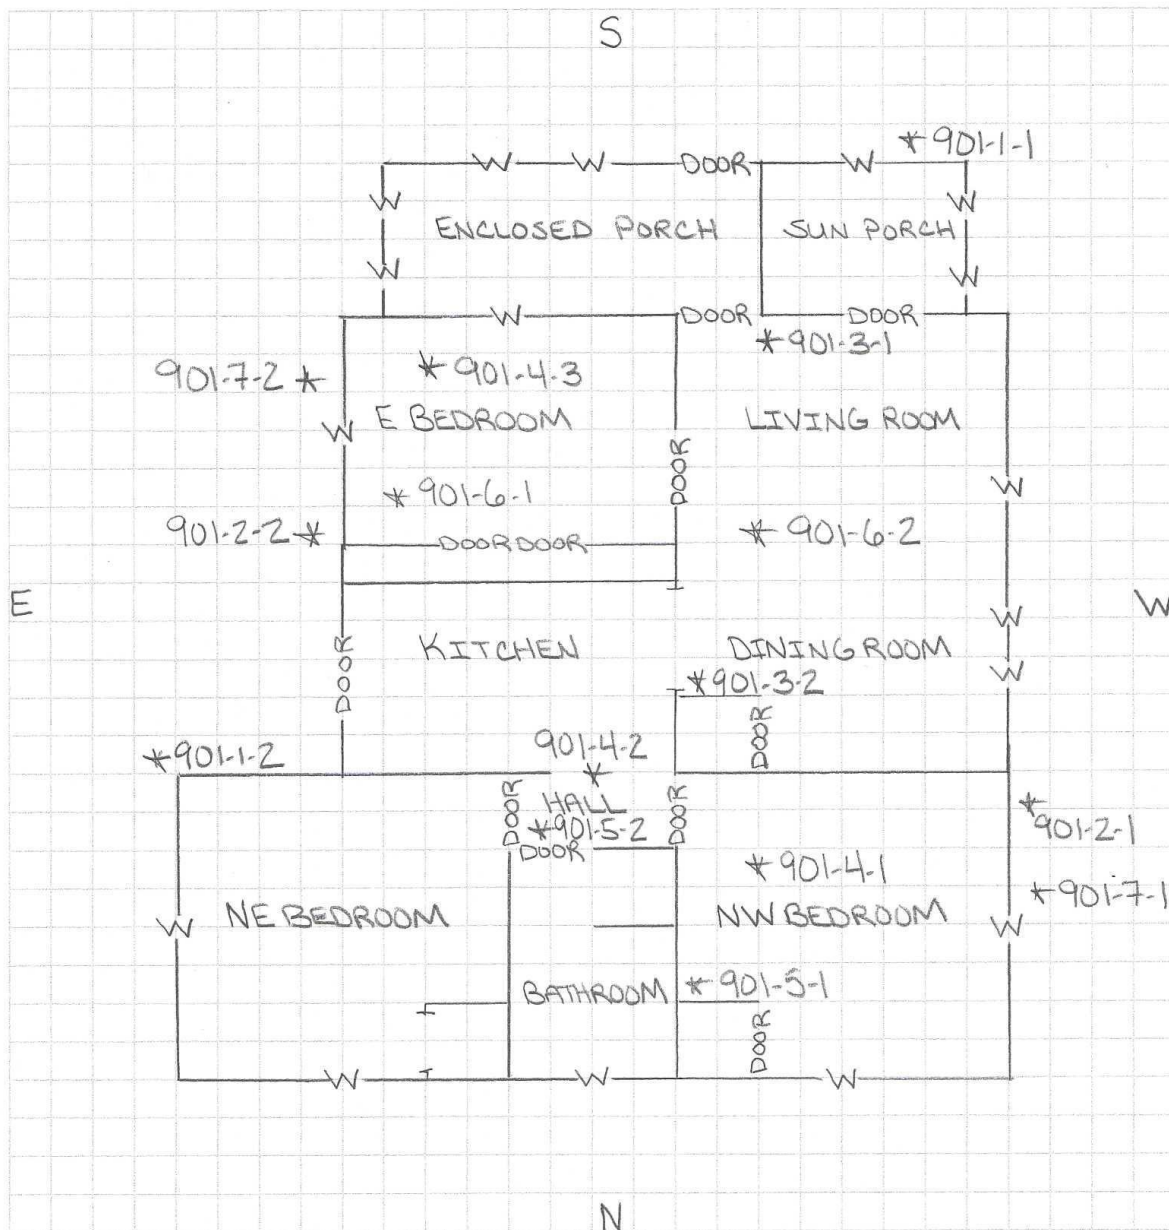 S
*901-1-1
W W DOOR W
W W
ENCLOSED PORCH SUN PORCH
W W
W DOOR DOOR
*901-3-1
901-7-2* *901-4-3
E BEDROOM LIVING ROOM
W DOOR
*901-6-1 W
901-2-2* *901-6-2
DOOR DOOR
E W
W
DOOR KITCHEN DINING ROOM
*901-3-2 W
DOOR
*901-1-2 901-4-2
*
DOOR HALL DOOR
*901-5-2 *901-2-1
DOOR
*901-4-1
*901-7-1
W NE BEDROOM NW BEDROOM W
BATHROOM *901-5-1
DOOR
W W W
N